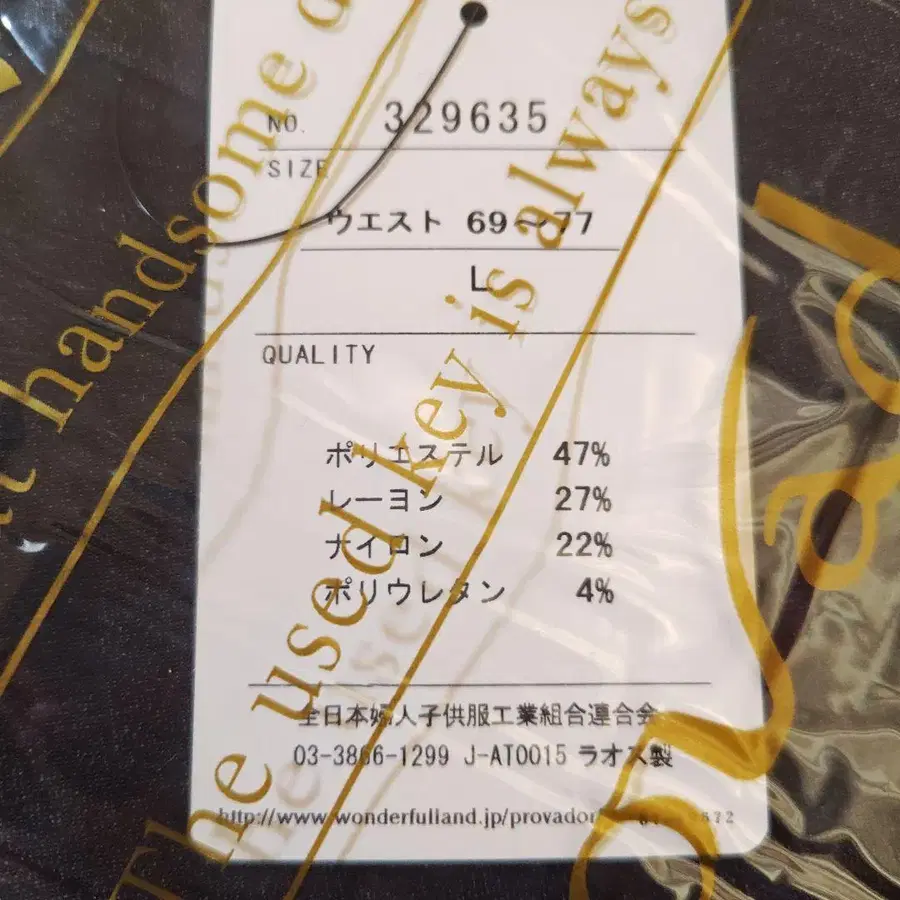 NO. 329635
SIZE
ウエスト 69～77
L
QUALITY
ポリエステル 47%
レーヨン 27%
ナイロン 22%
ポリウレタン 4%
全日本婦人子供服工業組合連合会
03-3866-1299 J-AT0015 ラオス製
http://www.wonderfulland.jp/provador
handsome
The used key is always